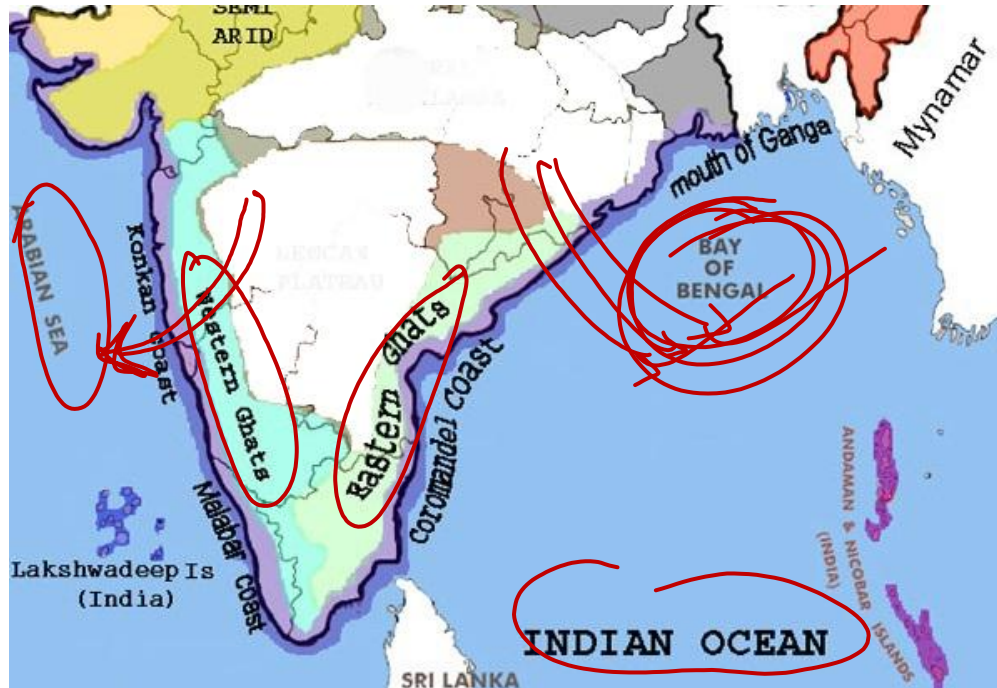 SEMI
ARID
Mynamar
mouth of Ganga
ARABIAN SEA
Konkan Coast
BAY
OF
BENGAL
DECCAN
PLATEAU
Western Ghats
Eastern Ghats
Coromandel Coast
Malabar Coast
Lakshwadeep Is
(India)
ANDAMAN & NICOBAR ISLANDS
(INDIA)
INDIAN OCEAN
SRI LANKA